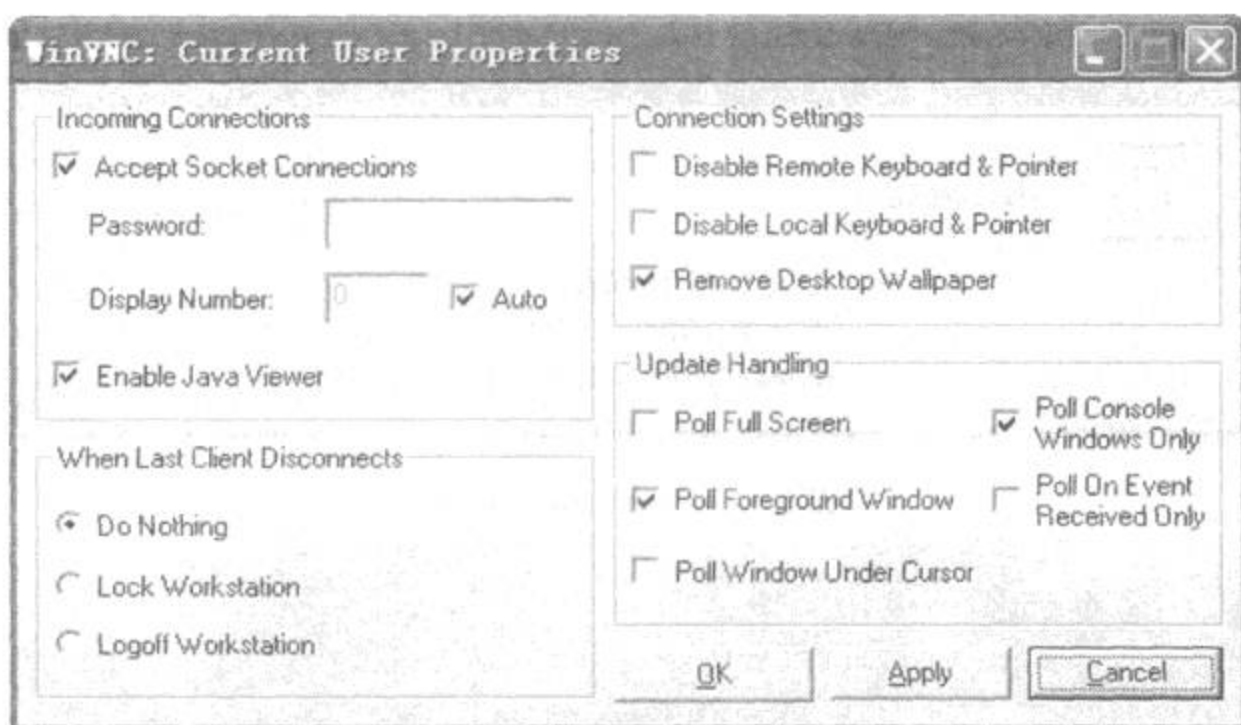 WinVNC: Current User Properties
Incoming Connections
Accept Socket Connections
Password:
Display Number:
0
Auto
Enable Java Viewer
When Last Client Disconnects
Do Nothing
Lock Workstation
Logoff Workstation
Connection Settings
Disable Remote Keyboard & Pointer
Disable Local Keyboard & Pointer
Remove Desktop Wallpaper
Update Handling
Poll Full Screen
Poll Console
Windows Only
Poll Foreground Window
Poll On Event
Received Only
Poll Window Under Cursor
OK
Apply
Cancel